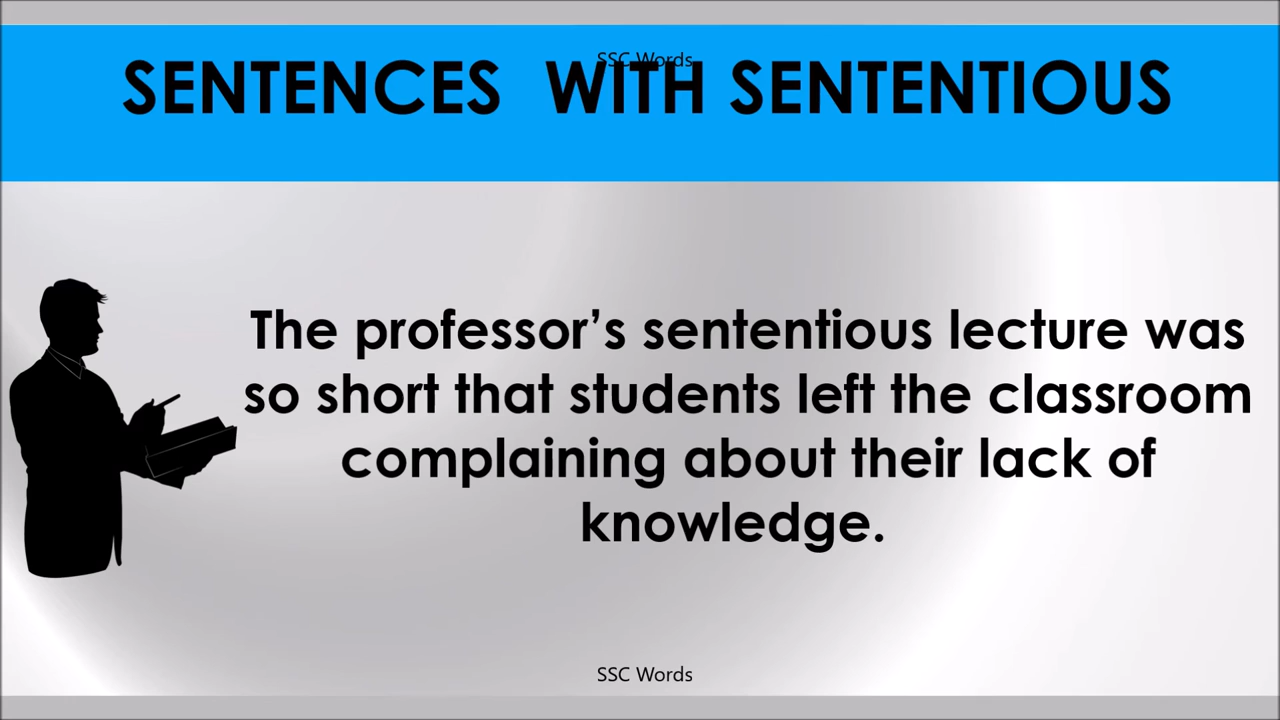 SSC Words
SENTENCES WITH SENTENTIOUS
The professor’s sententious lecture was
so short that students left the classroom
complaining about their lack of
knowledge.
SSC Words